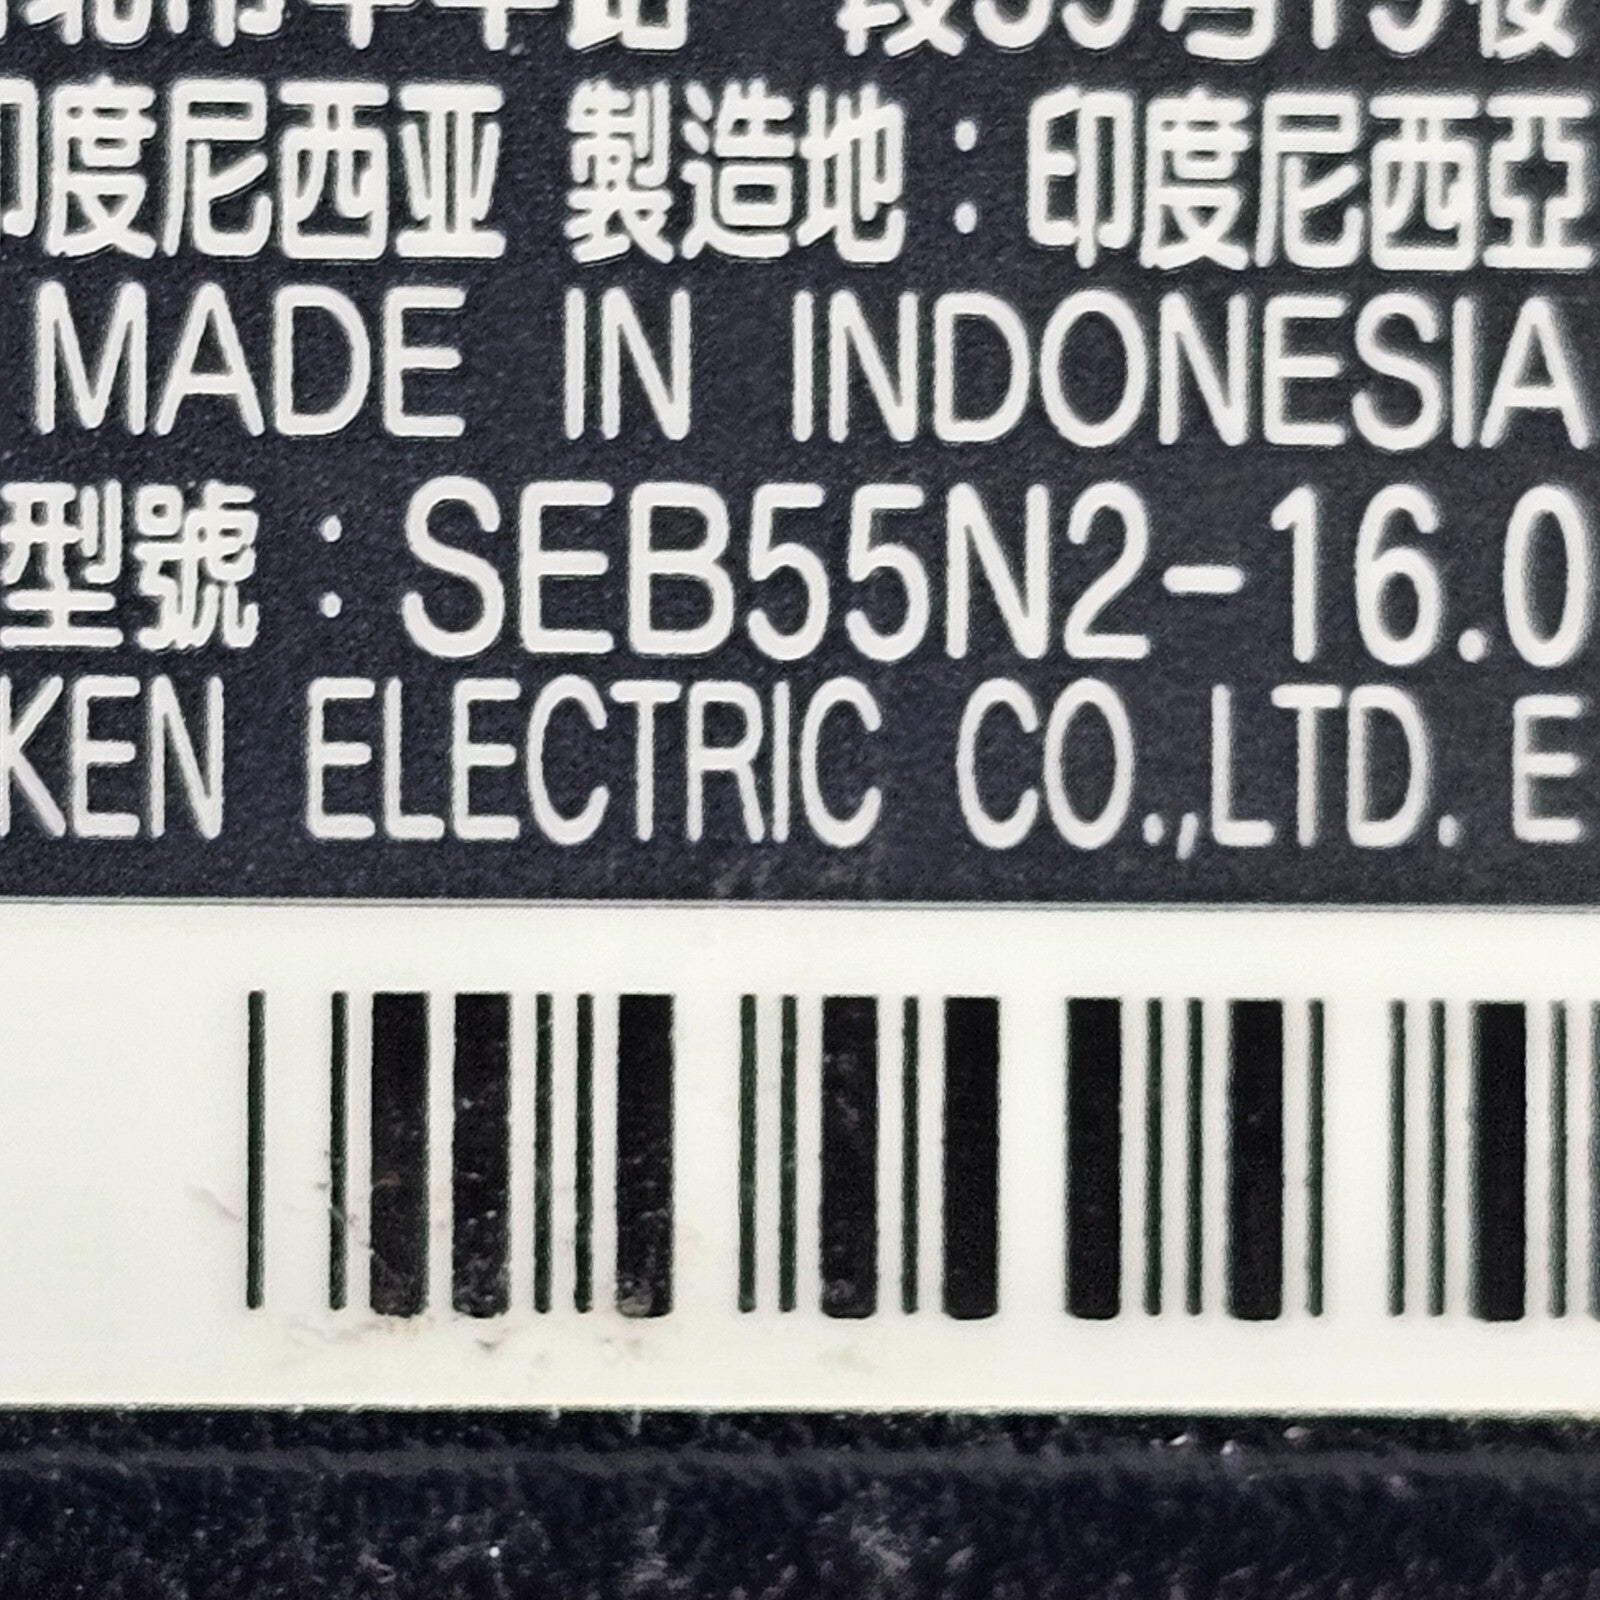 度尼西亚 製造地：印度尼西亞
MADE IN INDONESIA
型號：SEB55N2-16.0
KEN ELECTRIC CO.,LTD. E